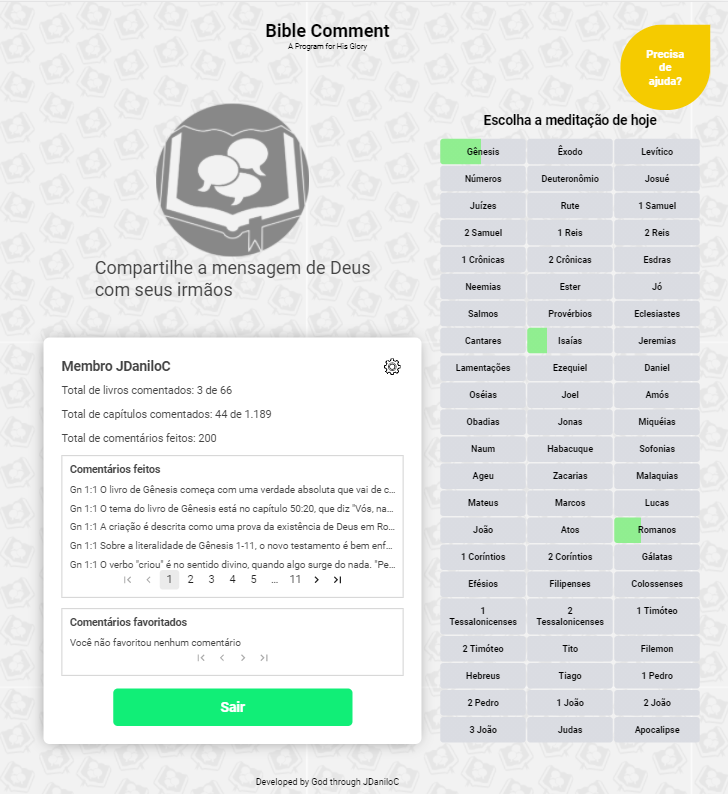 Bible Comment
A Program for His Glory
Precisa
de
ajuda?
Compartilhe a mensagem de Deus
com seus irmãos
Membro JDaniloC
Total de livros comentados: 3 de 66
Total de capítulos comentados: 44 de 1.189
Total de comentários feitos: 200
Comentários feitos
Gn 1:1 O livro de Gênesis começa com uma verdade absoluta que vai de c...
Gn 1:1 O tema do livro de Gênesis está no capítulo 50:20, que diz "Vós, na...
Gn 1:1 A criação é descrita como uma prova da existência de Deus em Ro...
Gn 1:1 Sobre a literalidade de Gênesis 1-11, o novo testamento é bem enf...
Gn 1:1 O verbo "criou" é no sentido divino, quando algo surge do nada. "Pe...
1 2 3 4 5 ... 11
Comentários favoritados
Você não favoritou nenhum comentário
Sair
Escolha a meditação de hoje
Gênesis Êxodo Levítico
Números Deuteronômio Josué
Juízes Rute 1 Samuel
2 Samuel 1 Reis 2 Reis
1 Crônicas 2 Crônicas Esdras
Neemias Ester Jó
Salmos Provérbios Eclesiastes
Cantares Isaías Jeremias
Lamentações Ezequiel Daniel
Oséias Joel Amós
Obadias Jonas Miquéias
Naum Habacuque Sofonias
Ageu Zacarias Malaquias
Mateus Marcos Lucas
João Atos Romanos
1 Coríntios 2 Coríntios Gálatas
Efésios Filipenses Colossenses
1 Tessalonicenses 2 Tessalonicenses 1 Timóteo
2 Timóteo Tito Filemon
Hebreus Tiago 1 Pedro
2 Pedro 1 João 2 João
3 João Judas Apocalipse
Developed by God through JDaniloC